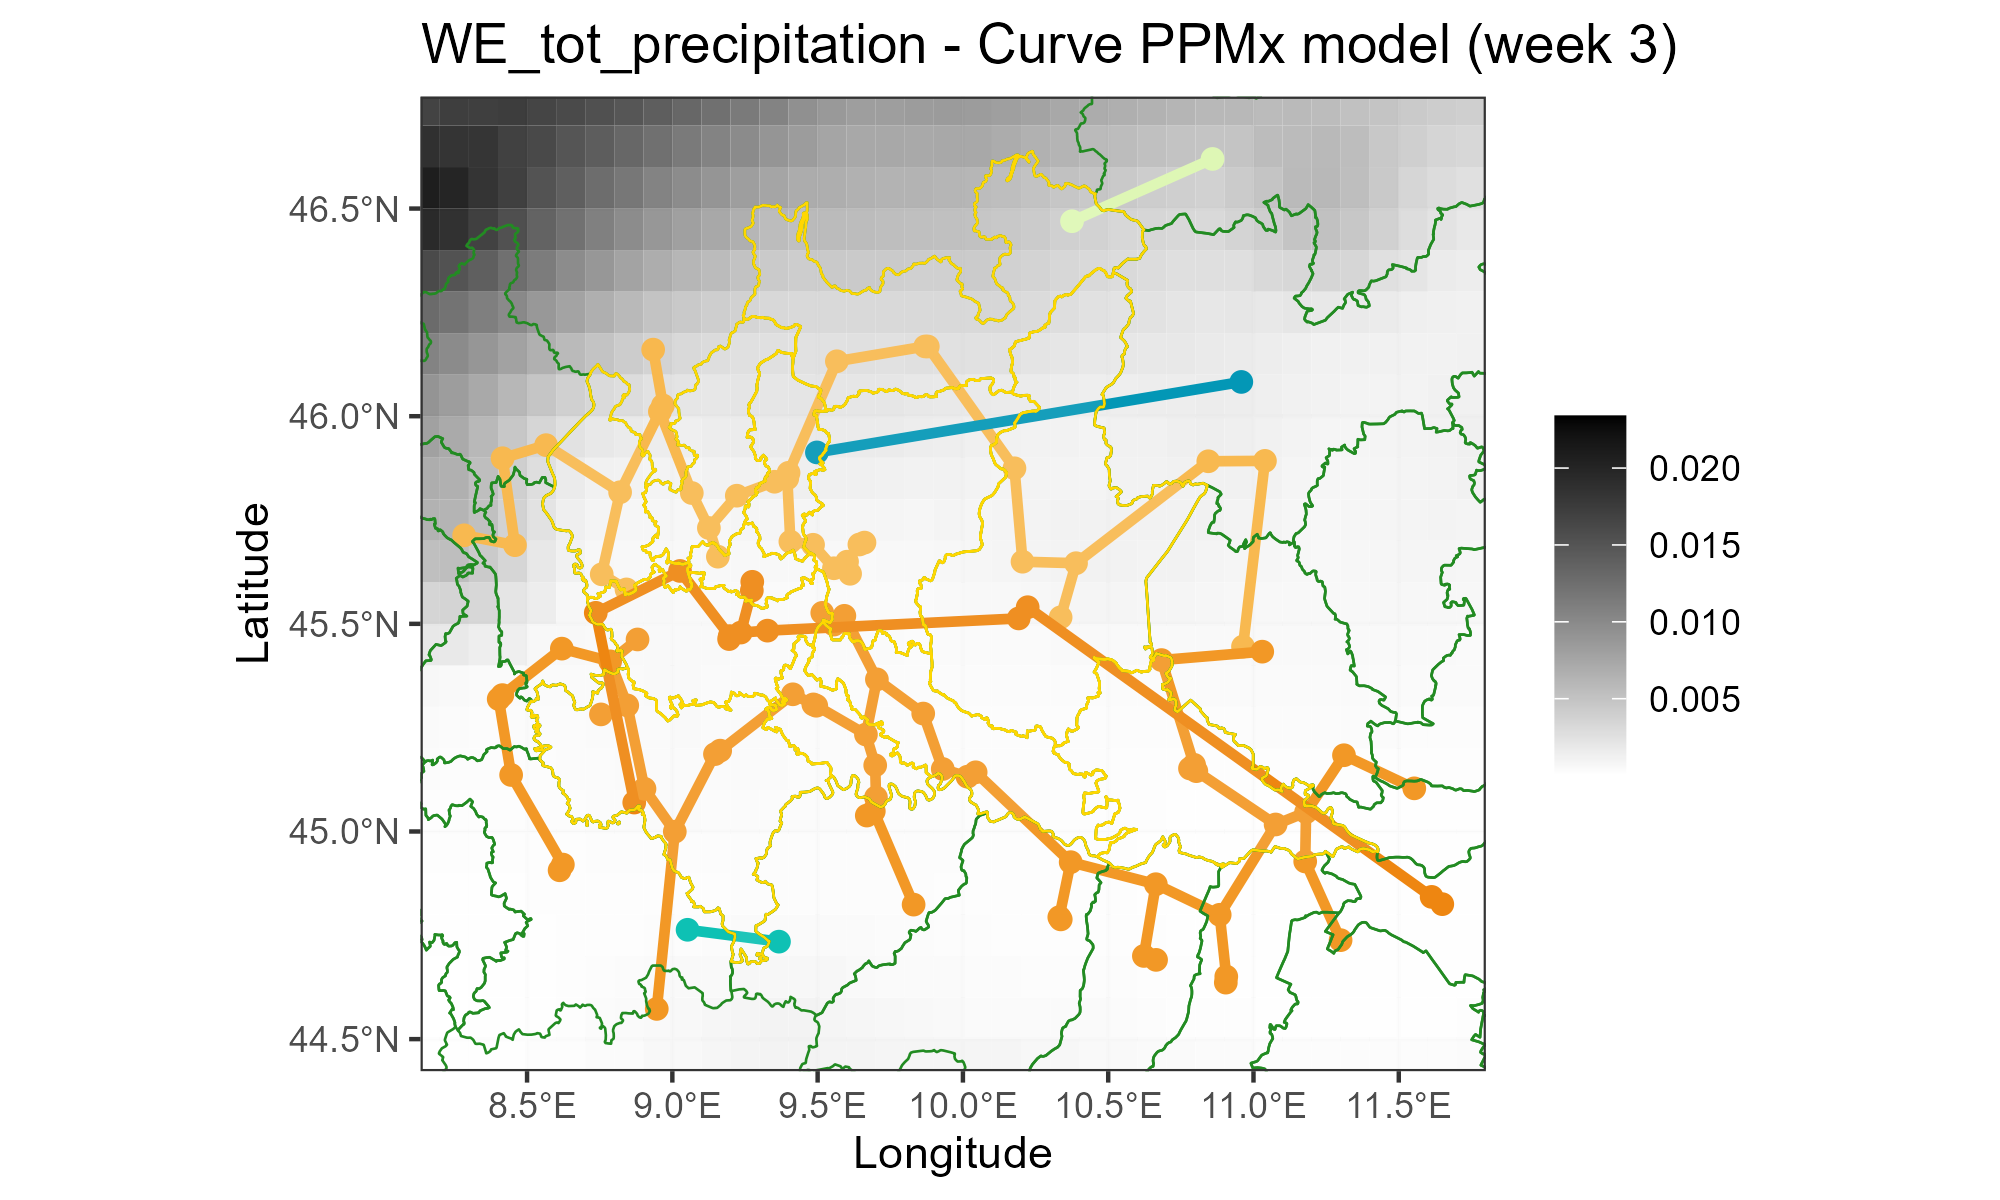 WE_tot_precipitation - Curve PPMx model (week 3)
46.5°N
46.0°N
45.5°N
45.0°N
44.5°N
Latitude
8.5°E 9.0°E 9.5°E 10.0°E 10.5°E 11.0°E 11.5°E
Longitude
0.020
0.015
0.010
0.005